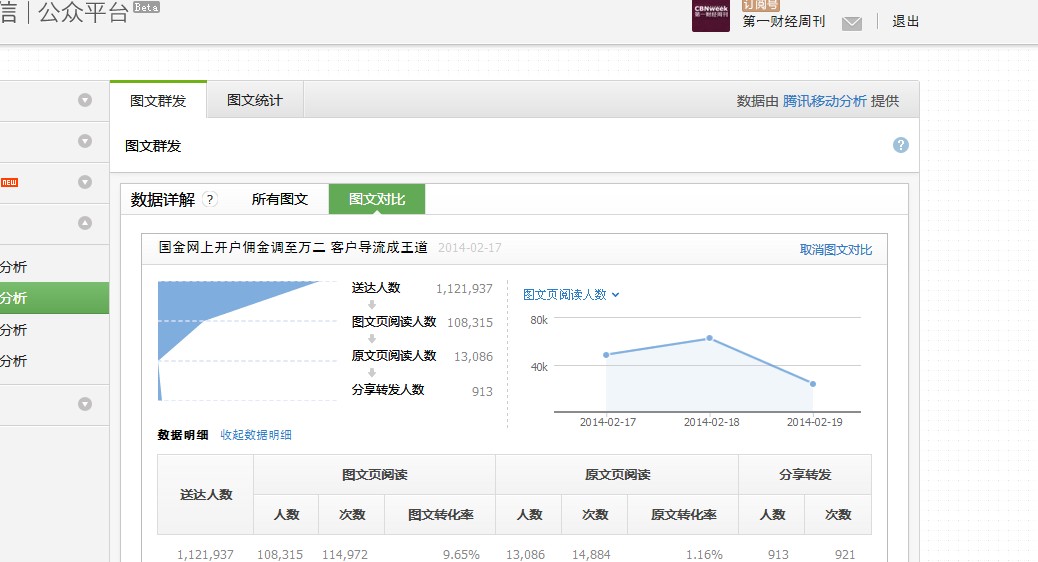 信 | 公众平台 Beta
CBNweek
第一财经周刊
订阅号
第一财经周刊
退出
图文群发
图文统计
数据由 腾讯移动分析 提供
图文群发
?
NEW
分析
分析
分析
分析
数据详解 ?
所有图文
图文对比
国金网上开户佣金调至万二 客户导流成王道 2014-02-17
取消图文对比
送达人数 1,121,937
图文页阅读人数 108,315
原文页阅读人数 13,086
分享转发人数 913
图文页阅读人数
80k
40k
2014-02-17 2014-02-18 2014-02-19
数据明细 收起数据明细
送达人数 图文页阅读 原文页阅读 分享转发
人数 次数 图文转化率 人数 次数 原文转化率 人数 次数
1,121,937 108,315 114,972 9.65% 13,086 14,884 1.16% 913 921